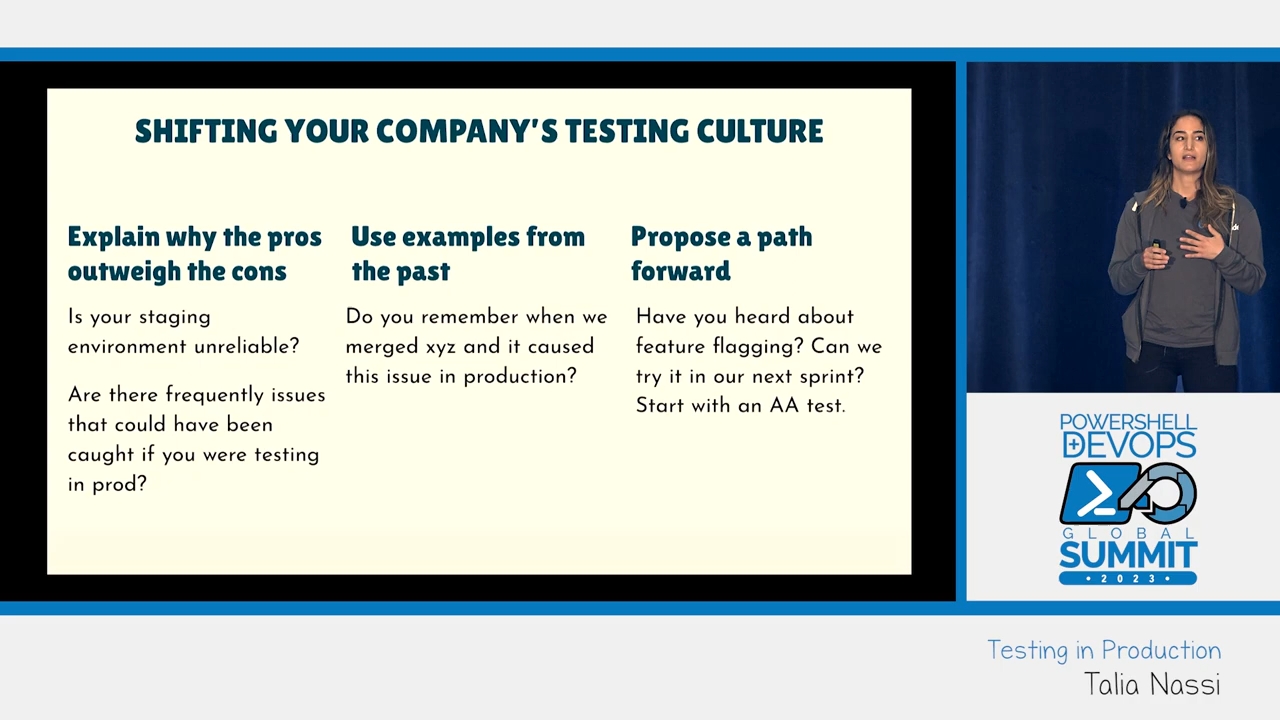 SHIFTING YOUR COMPANY'S TESTING CULTURE
Explain why the pros
outweigh the cons
Is your staging
environment unreliable?
Are there frequently issues
that could have been
caught if you were testing
in prod?
Use examples from
the past
Do you remember when we
merged xyz and it caused
this issue in production?
Propose a path
forward
Have you heard about
feature flagging? Can we
try it in our next sprint?
Start with an AA test.
POWERSHELL
+DEVOPS
GLOBAL
SUMMIT
• 2023 •
Testing in Production
Talia Nassi